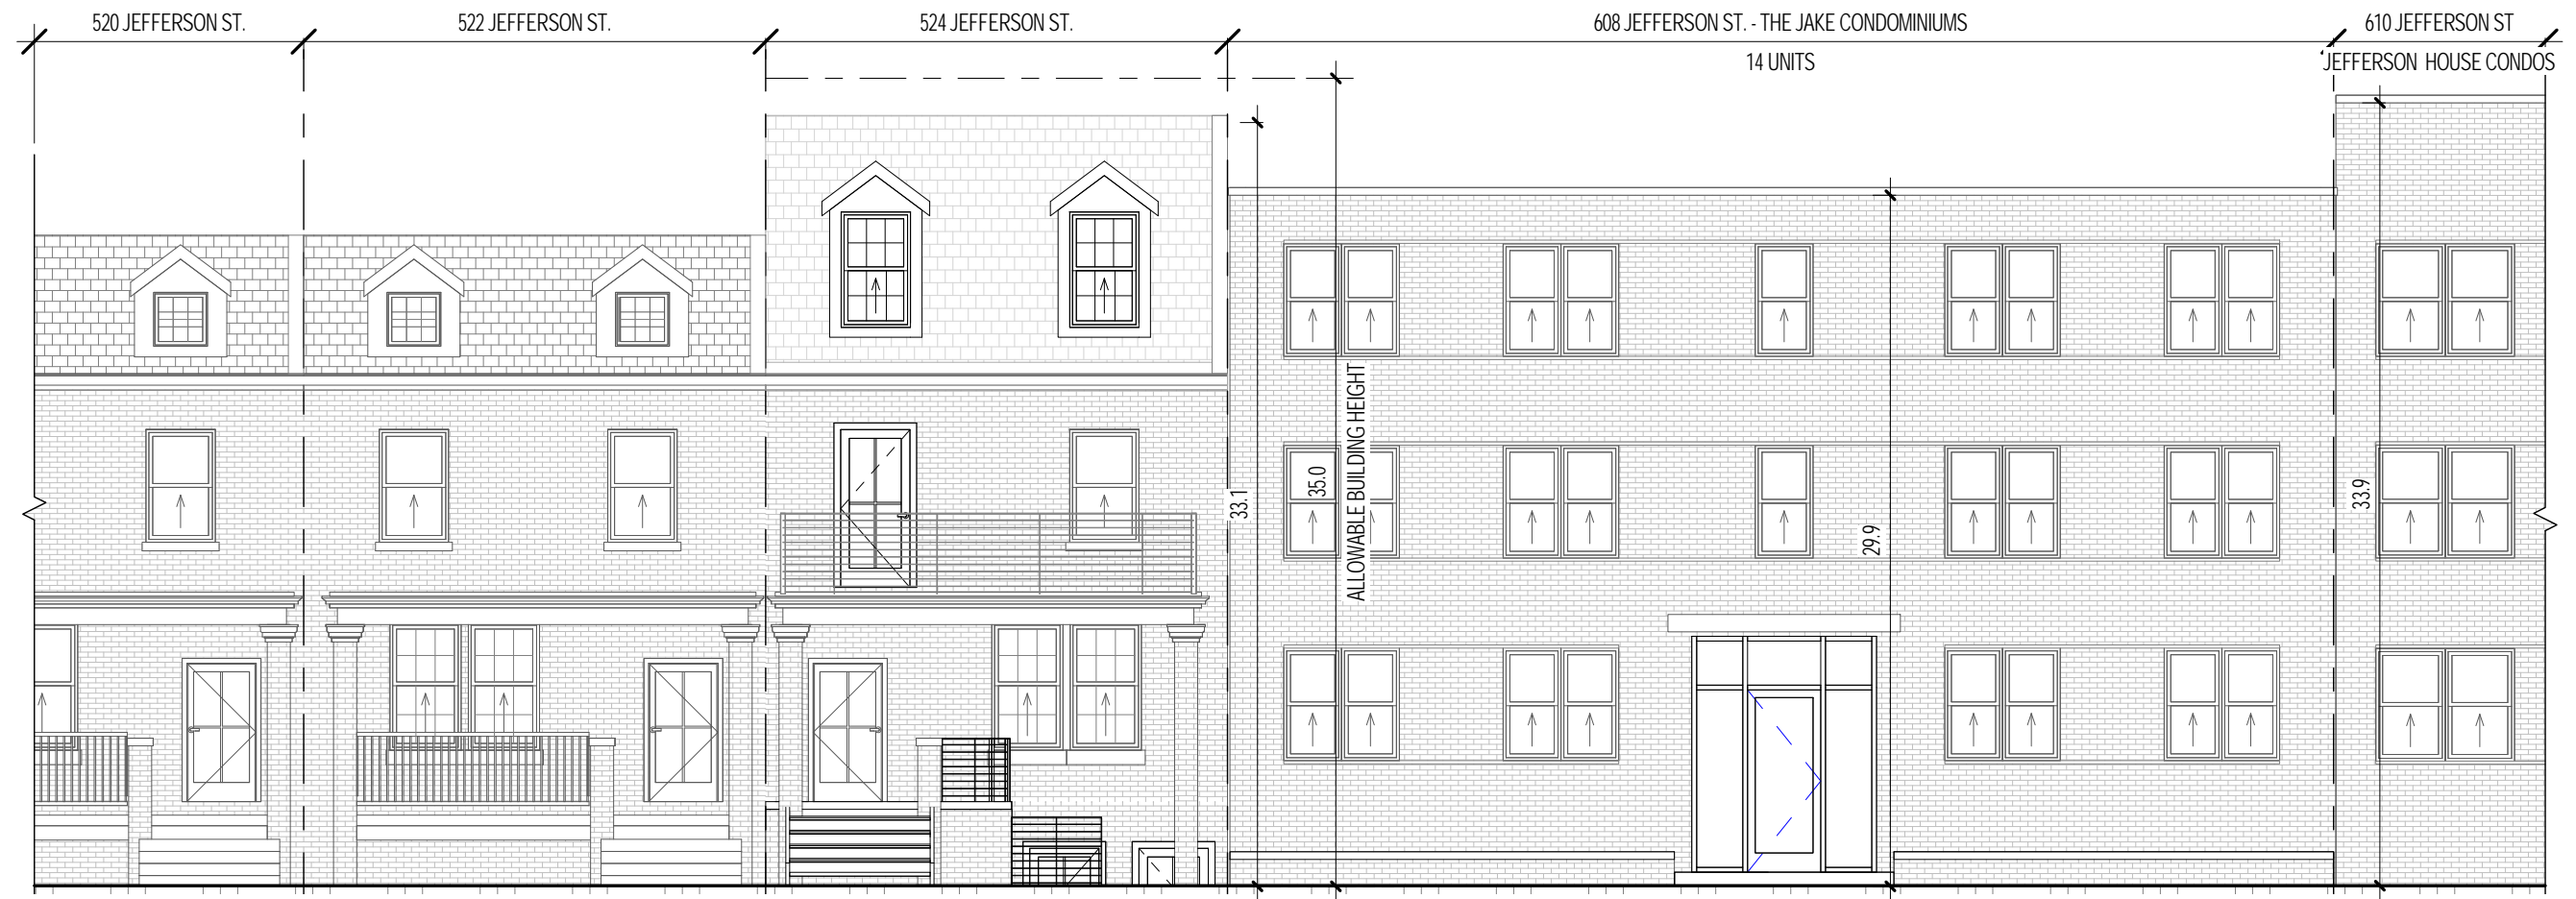 520 JEFFERSON ST.
522 JEFFERSON ST.
524 JEFFERSON ST.
608 JEFFERSON ST. - THE JAKE CONDOMINIUMS
610 JEFFERSON ST
14 UNITS
JEFFERSON HOUSE CONDOS
33.1
35.0
ALLOWABLE BUILDING HEIGHT
29.9
33.9